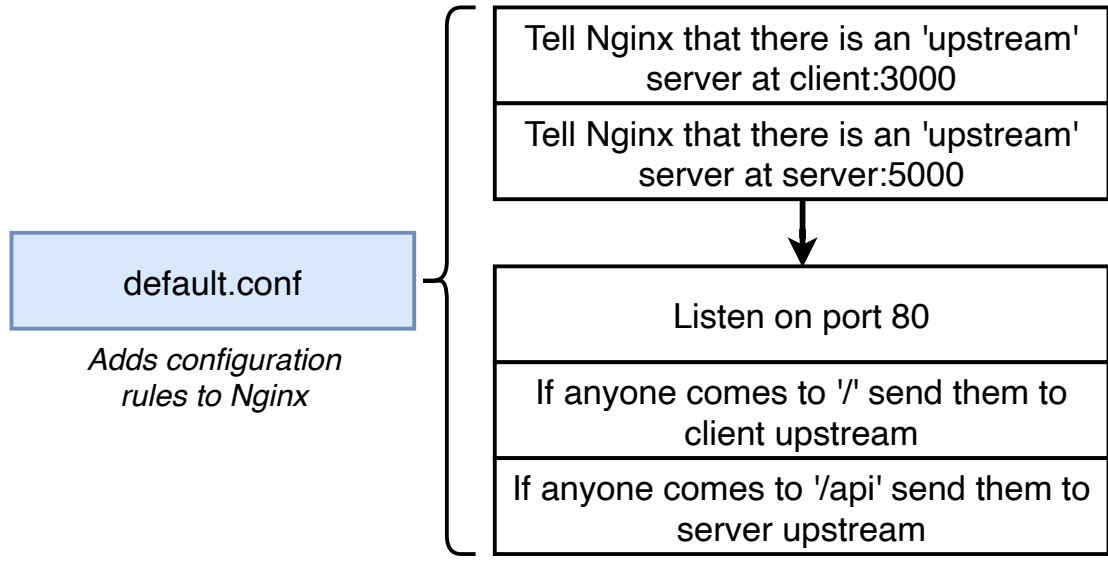 Tell Nginx that there is an 'upstream'
server at client:3000
Tell Nginx that there is an 'upstream'
server at server:5000
default.conf
Adds configuration
rules to Nginx
Listen on port 80
If anyone comes to '/' send them to
client upstream
If anyone comes to '/api' send them to
server upstream